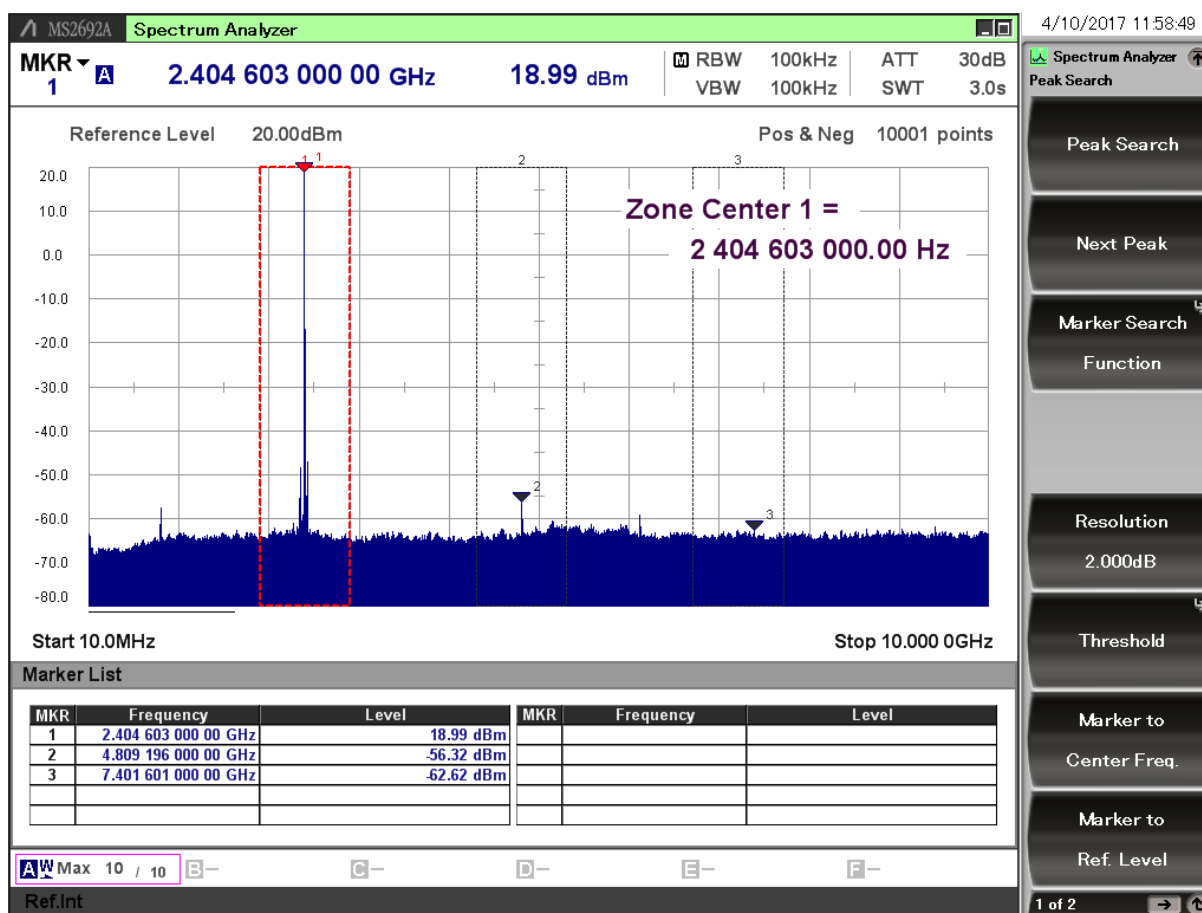 MS2692A Spectrum Analyzer
4/10/2017 11:58:49
MKR 1 A 2.404 603 000 00 GHz 18.99 dBm
M RBW 100kHz ATT 30dB
VBW 100kHz SWT 3.0s
Reference Level 20.00dBm Pos & Neg 10001 points
1 1 2 3
20.0
10.0
0.0
-10.0
-20.0
-30.0
-40.0
-50.0
-60.0
-70.0
-80.0
Zone Center 1 =
2 404 603 000.00 Hz
2
3
Start 10.0MHz Stop 10.000 0GHz
Marker List
MKR Frequency Level MKR Frequency Level
1 2.404 603 000 00 GHz 18.99 dBm
2 4.809 196 000 00 GHz -56.32 dBm
3 7.401 601 000 00 GHz -62.62 dBm
A W Max 10 / 10 B- C- D- E- F-
Ref.Int
Spectrum Analyzer
Peak Search
Peak Search
Next Peak
Marker Search
Function
Resolution
2.000dB
Threshold
Marker to
Center Freq.
Marker to
Ref. Level
1 of 2